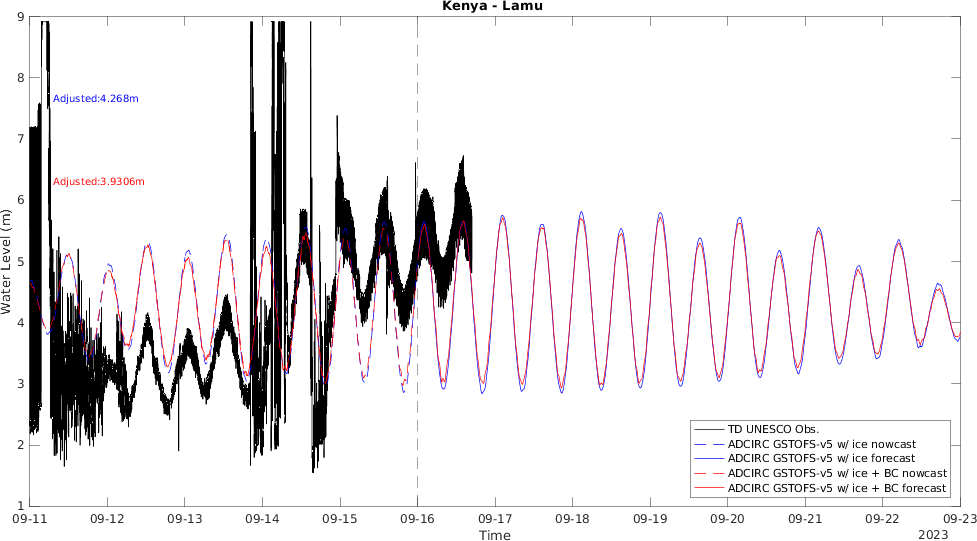 Kenya - Lamu
9
8
7
6
5
4
3
2
1
Water Level (m)
Adjusted:4.268m
Adjusted:3.9306m
TD UNESCO Obs.
ADCIRC GSTOFS-v5 w/ ice nowcast
ADCIRC GSTOFS-v5 w/ ice forecast
ADCIRC GSTOFS-v5 w/ ice + BC nowcast
ADCIRC GSTOFS-v5 w/ ice + BC forecast
09-11 09-12 09-13 09-14 09-15 09-16 09-17 09-18 09-19 09-20 09-21 09-22 09-23
Time
2023